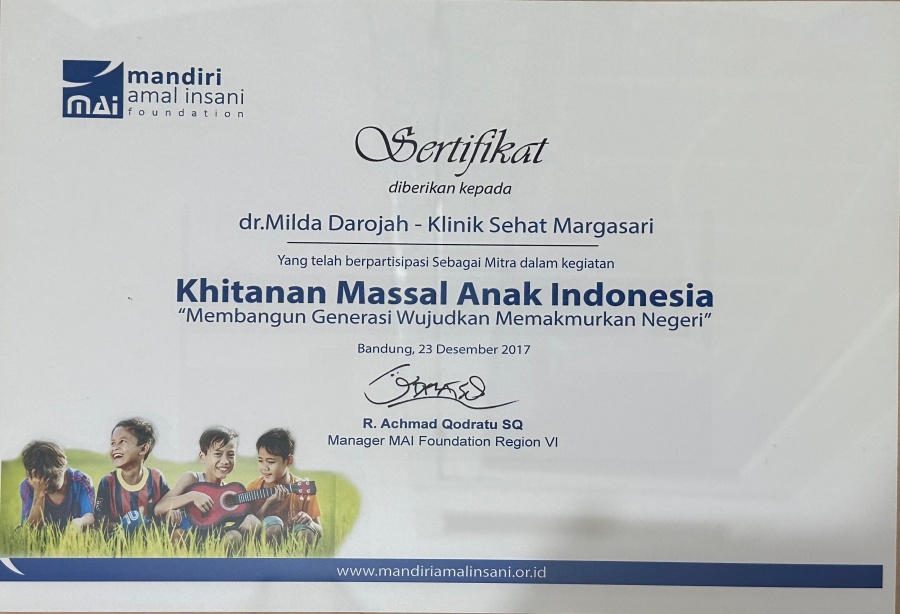 MAi
mandiri
amal insani
foundation
Sertifikat
diberikan kepada
dr.Milda Darojah - Klinik Sehat Margasari
Yang telah berpartisipasi Sebagai Mitra dalam kegiatan
Khitanan Massal Anak Indonesia
“Membangun Generasi Wujudkan Memakmurkan Negeri”
Bandung, 23 Desember 2017
R. Achmad Qodratu SQ
Manager MAI Foundation Region VI
www.mandiriamalinsani.or.id